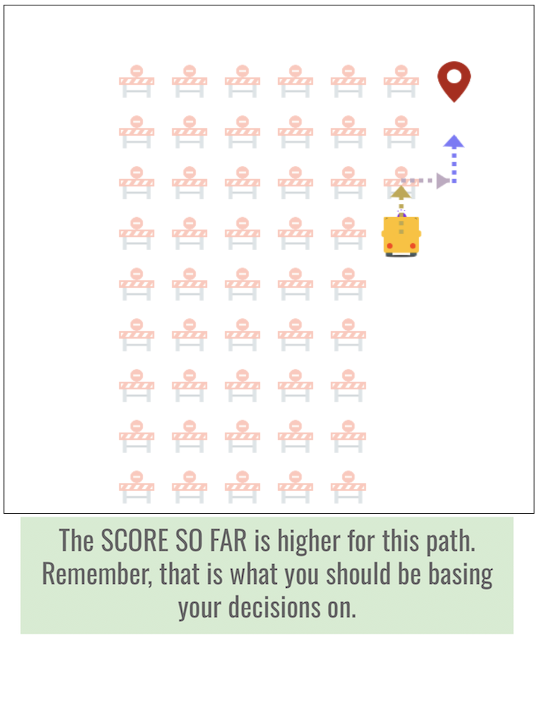 The SCORE SO FAR is higher for this path.
Remember, that is what you should be basing
your decisions on.